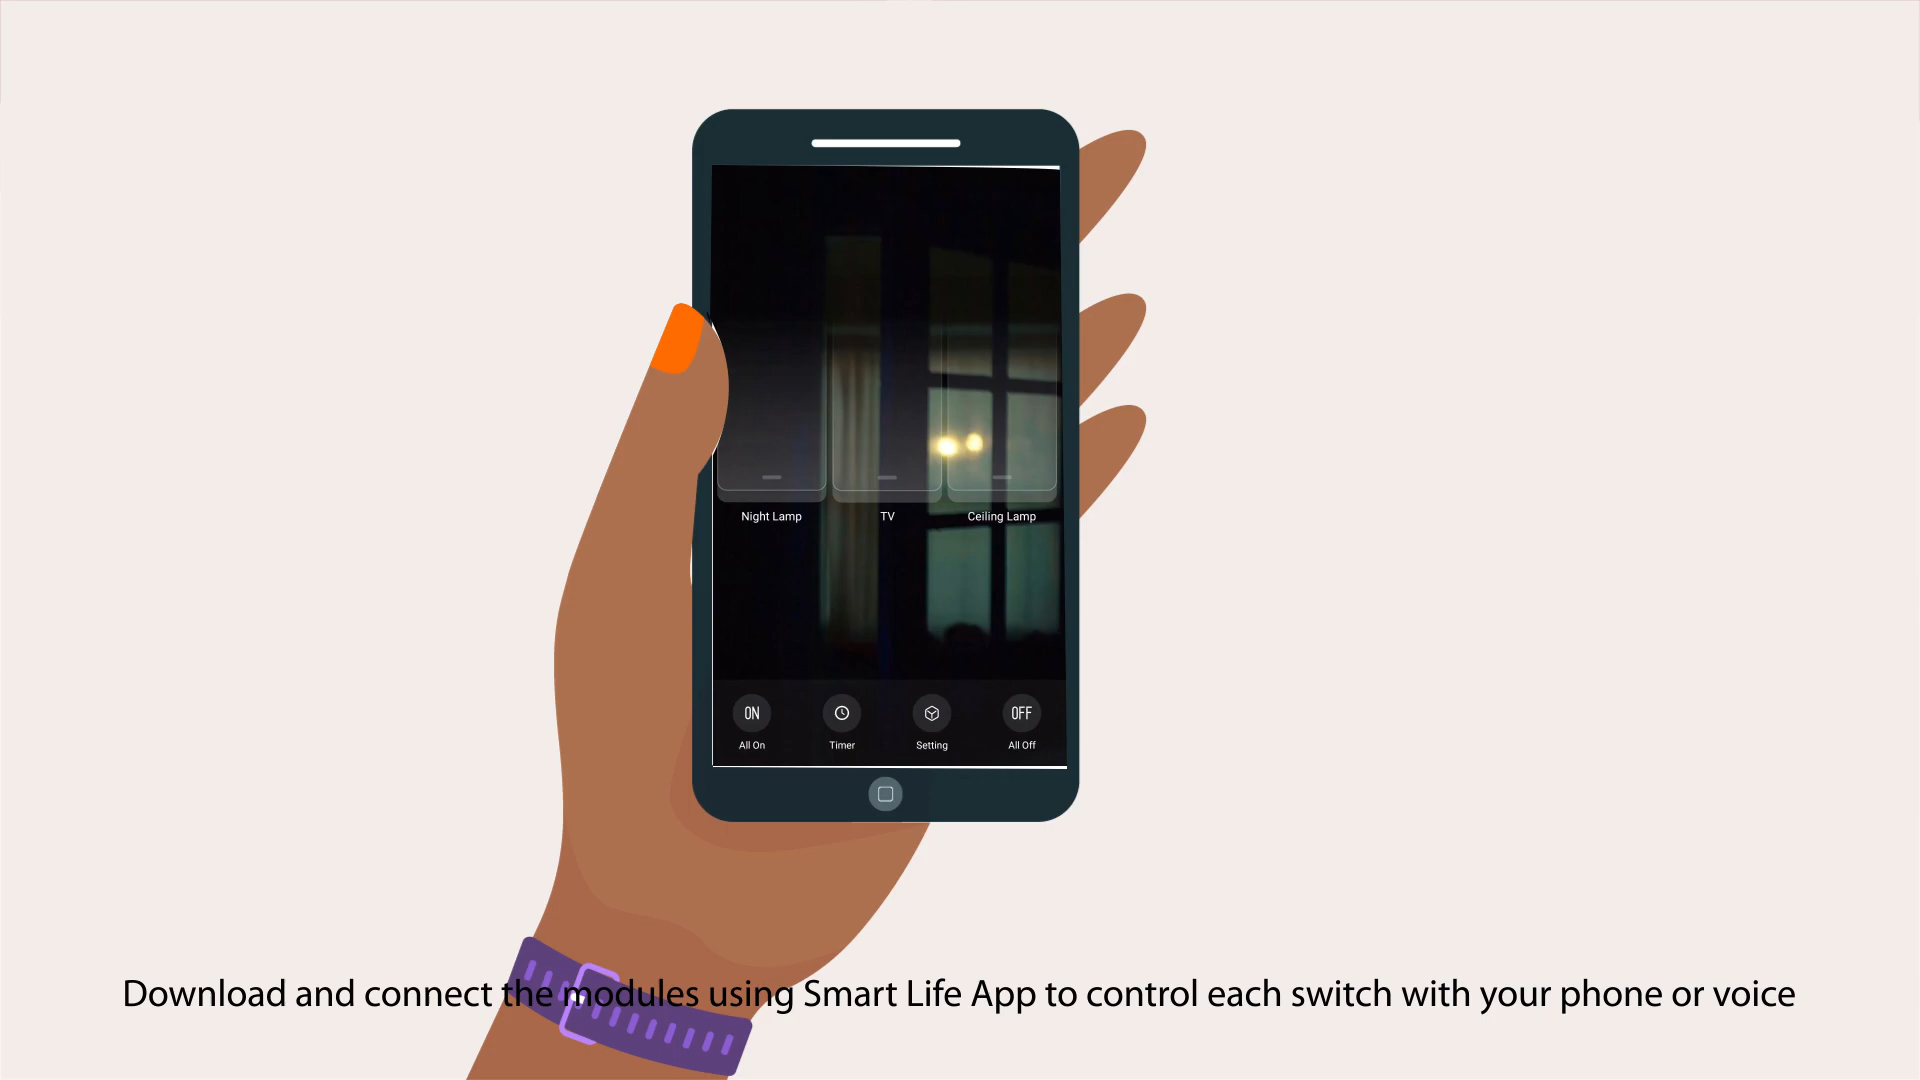 Night Lamp TV Ceiling Lamp
ON OFF
All On Timer Setting All Off
Download and connect the modules using Smart Life App to control each switch with your phone or voice